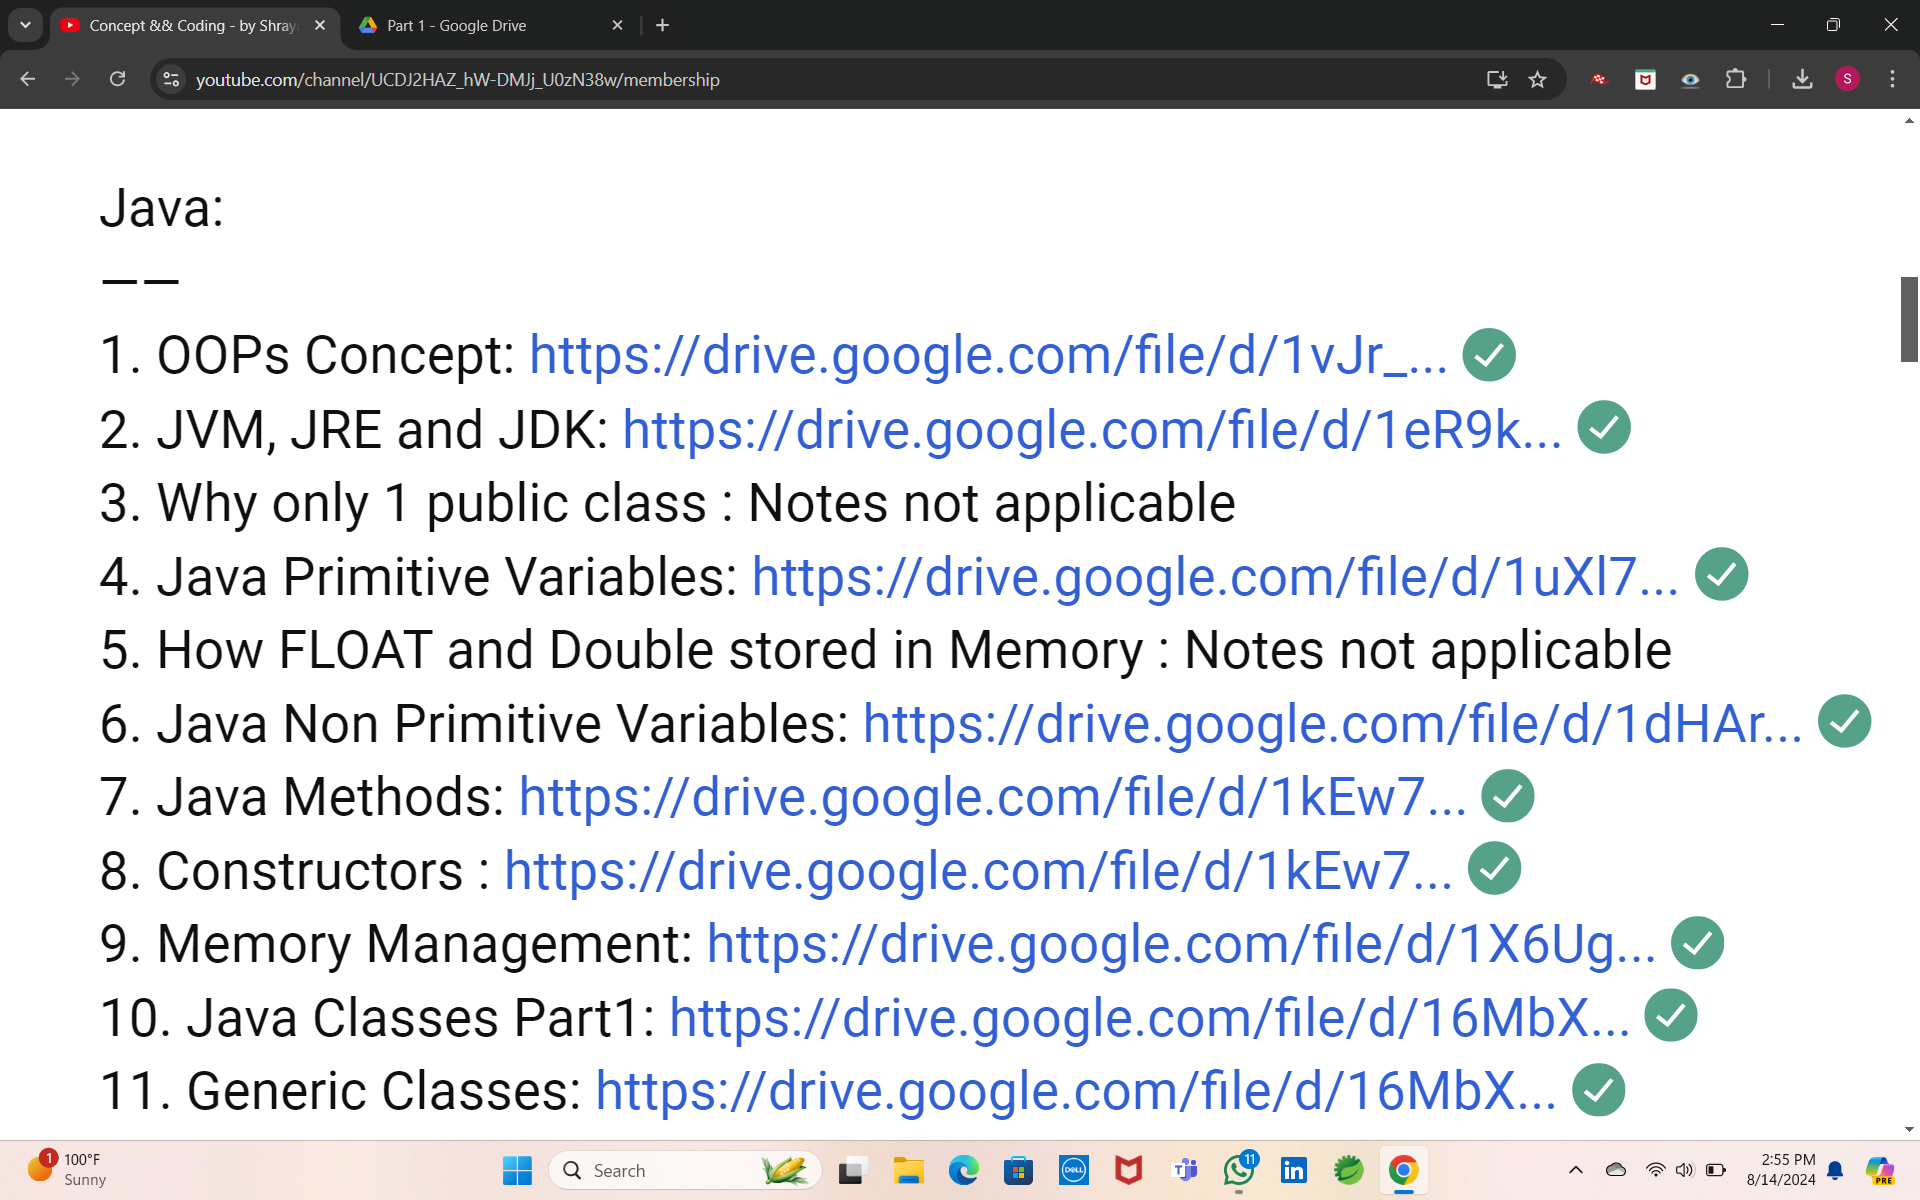 Concept && Coding - by Shray
Part 1 - Google Drive
youtube.com/channel/UCDJ2HAZ_hW-DMJj_U0zN38w/membership
S
Java:
——
1. OOPs Concept: https://drive.google.com/file/d/1vJr_...
2. JVM, JRE and JDK: https://drive.google.com/file/d/1eR9k...
3. Why only 1 public class : Notes not applicable
4. Java Primitive Variables: https://drive.google.com/file/d/1uXl7...
5. How FLOAT and Double stored in Memory : Notes not applicable
6. Java Non Primitive Variables: https://drive.google.com/file/d/1dHAr...
7. Java Methods: https://drive.google.com/file/d/1kEw7...
8. Constructors : https://drive.google.com/file/d/1kEw7...
9. Memory Management: https://drive.google.com/file/d/1X6Ug...
10. Java Classes Part1: https://drive.google.com/file/d/16MbX...
11. Generic Classes: https://drive.google.com/file/d/16MbX...
1
100°F
Sunny
Search
DELL
11
in
2:55 PM
8/14/2024
PRE